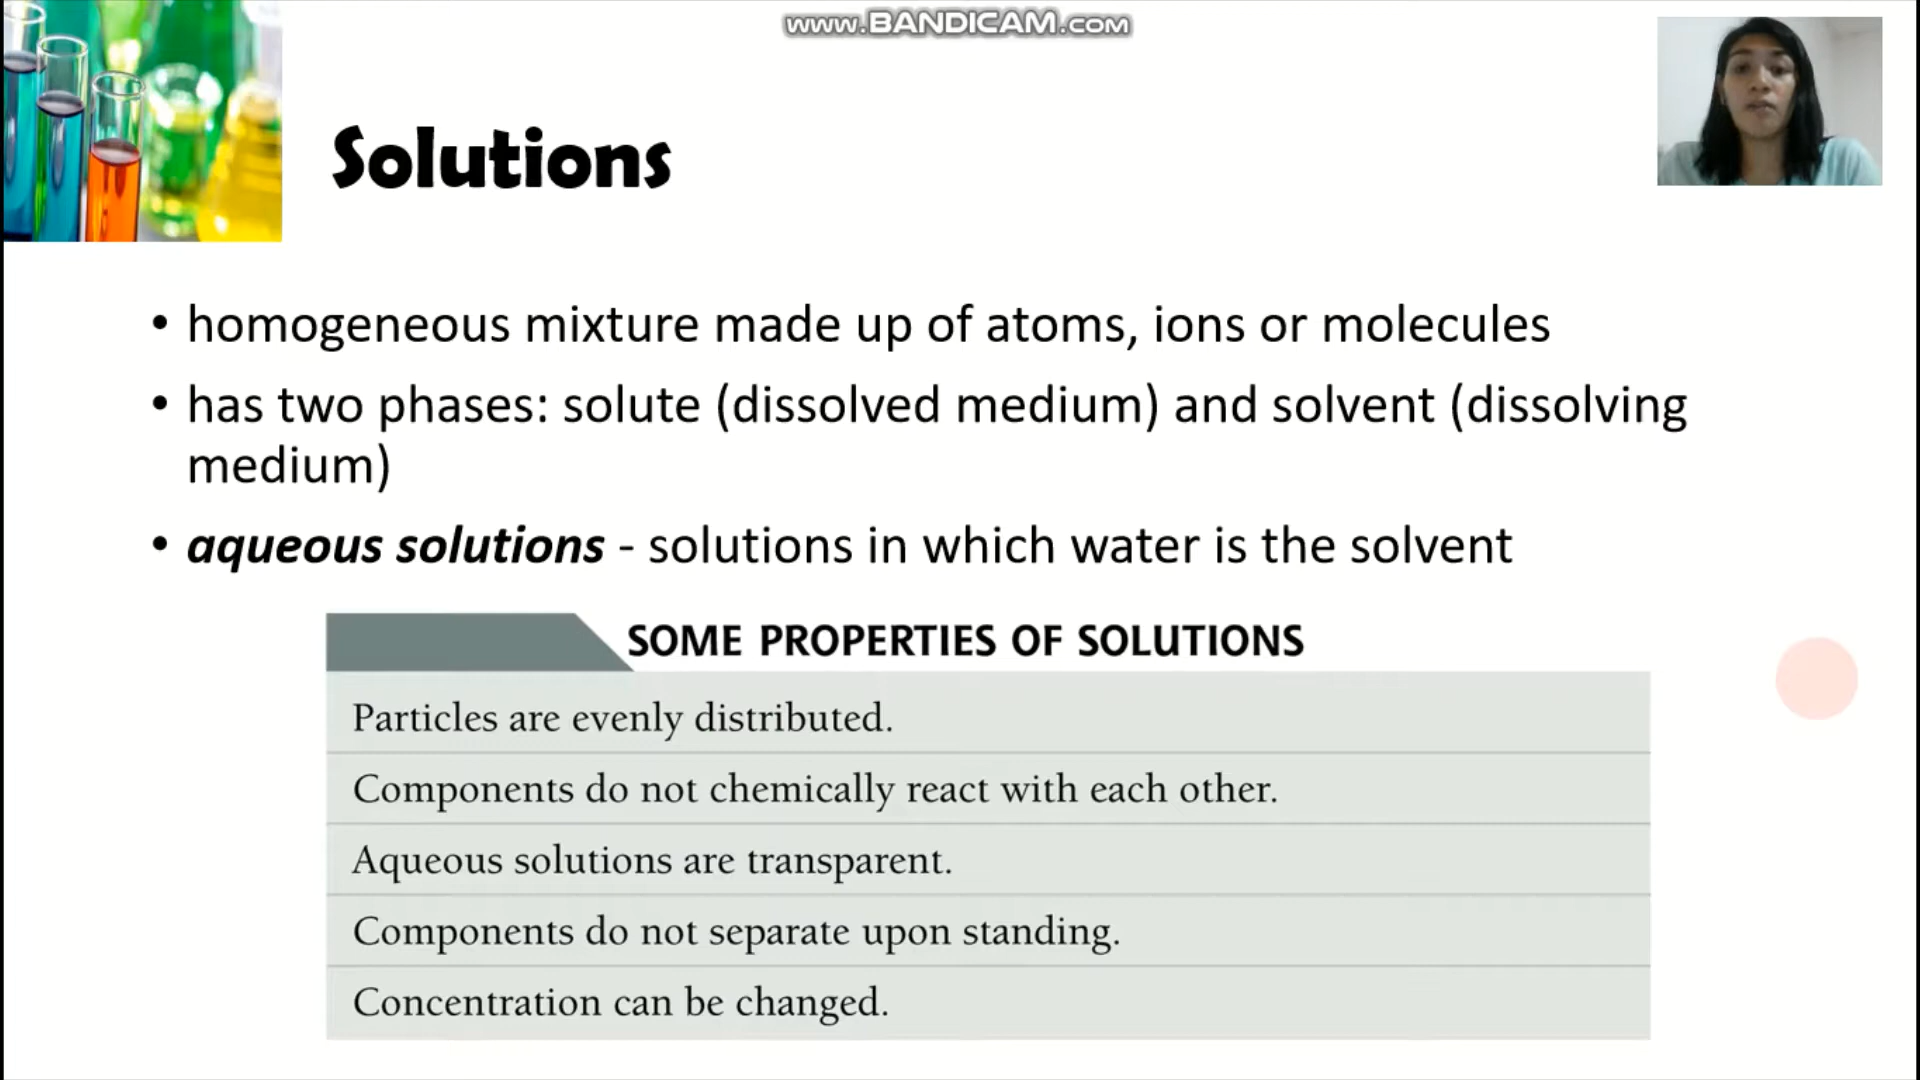 www.BANDICAM.com
Solutions
• homogeneous mixture made up of atoms, ions or molecules
• has two phases: solute (dissolved medium) and solvent (dissolving
medium)
• aqueous solutions - solutions in which water is the solvent
SOME PROPERTIES OF SOLUTIONS
Particles are evenly distributed.
Components do not chemically react with each other.
Aqueous solutions are transparent.
Components do not separate upon standing.
Concentration can be changed.